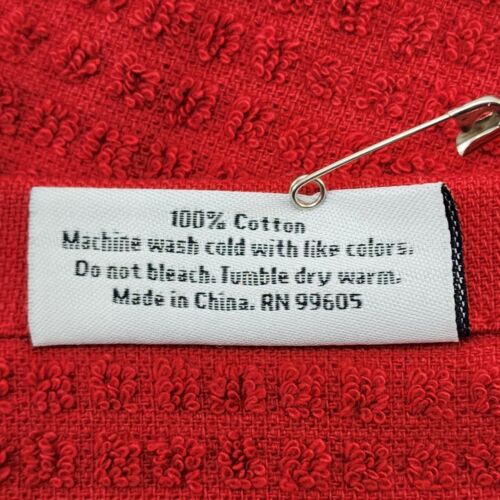 100% Cotton
Machine wash cold with like colors.
Do not bleach. Tumble dry warm.
Made in China. RN 99605